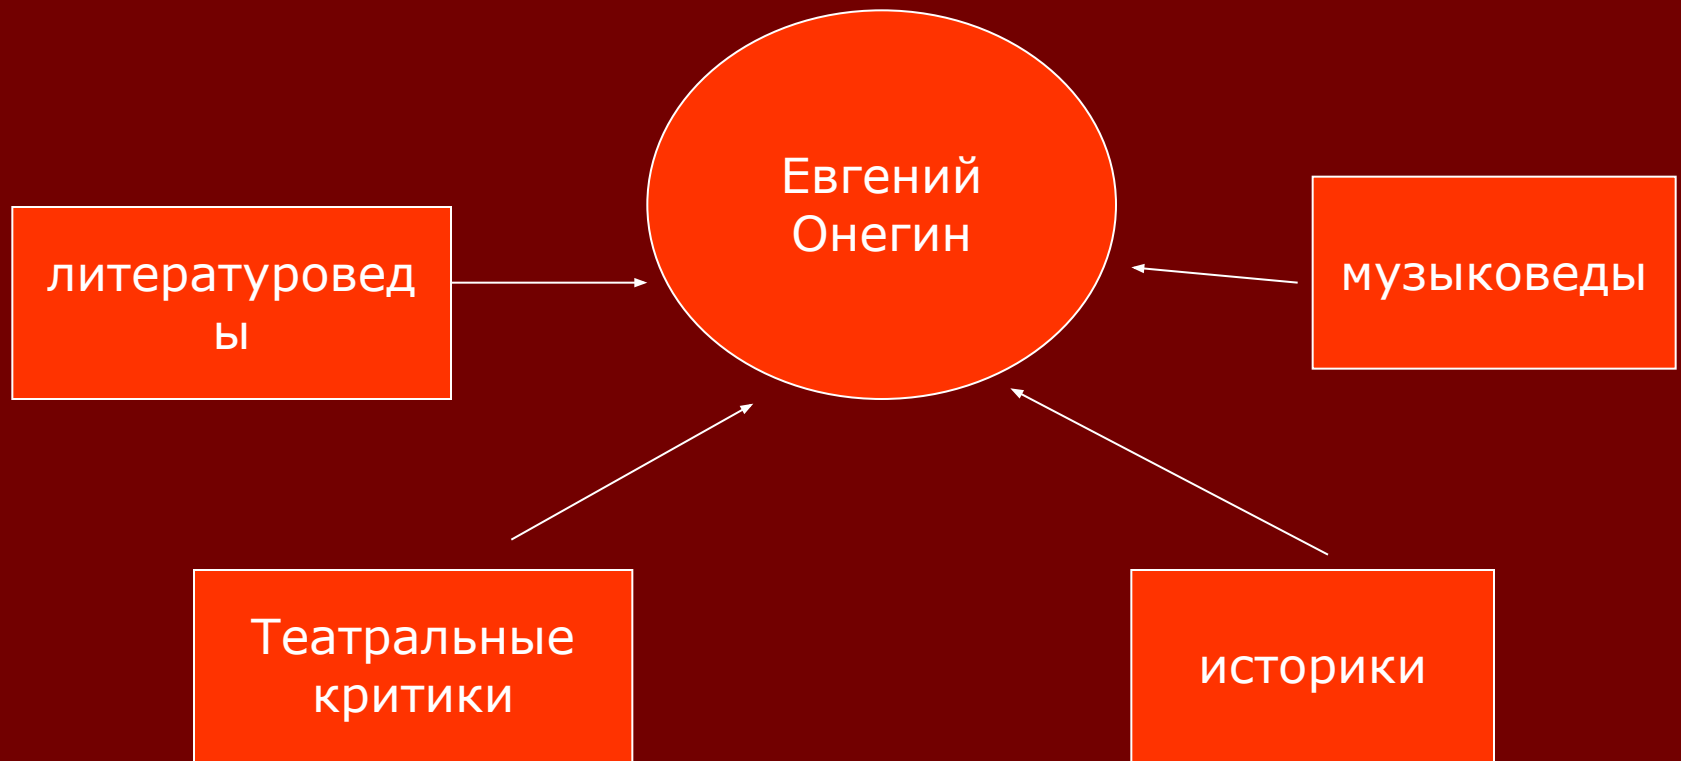 Евгений
Онегин
литературовед
ы
музыковеды
Театральные
критики
историки